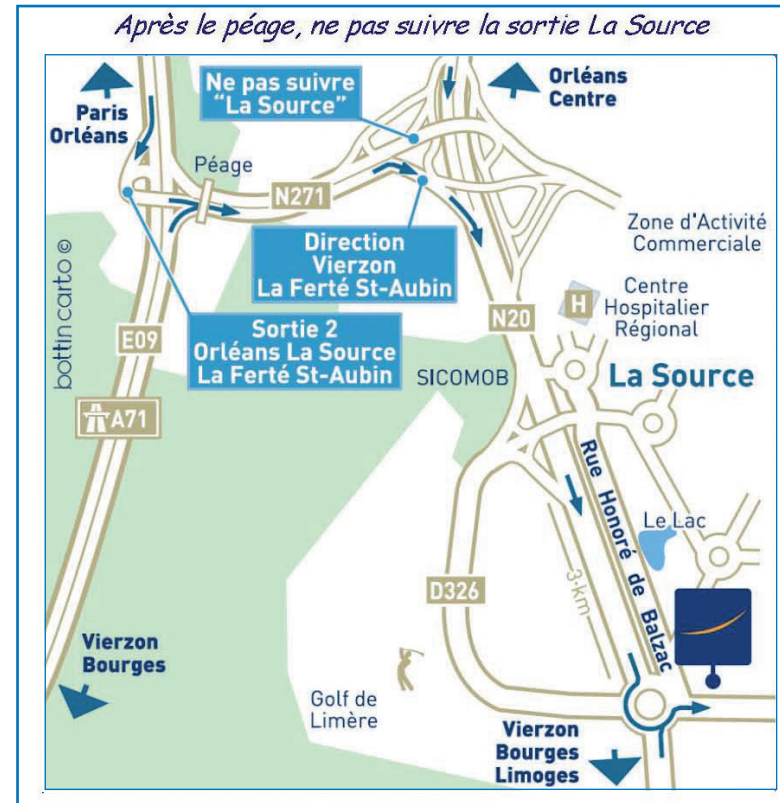 Après le péage, ne pas suivre la sortie La Source
Ne pas suivre
"La Source"
Orléans
Centre
Paris
Orléans
Péage
N271
Zone d'Activité
Commerciale
Direction
Vierzon
La Ferté St-Aubin
Centre
Hospitalier
Régional
H
N20
bottin carto ©
E09
Sortie 2
Orléans La Source
La Ferté St-Aubin
SICOMOB
La Source
A71
Rue Honoré de Balzac
Le Lac
3 km
D326
Vierzon
Bourges
Golf de
Limère
Vierzon
Bourges
Limoges